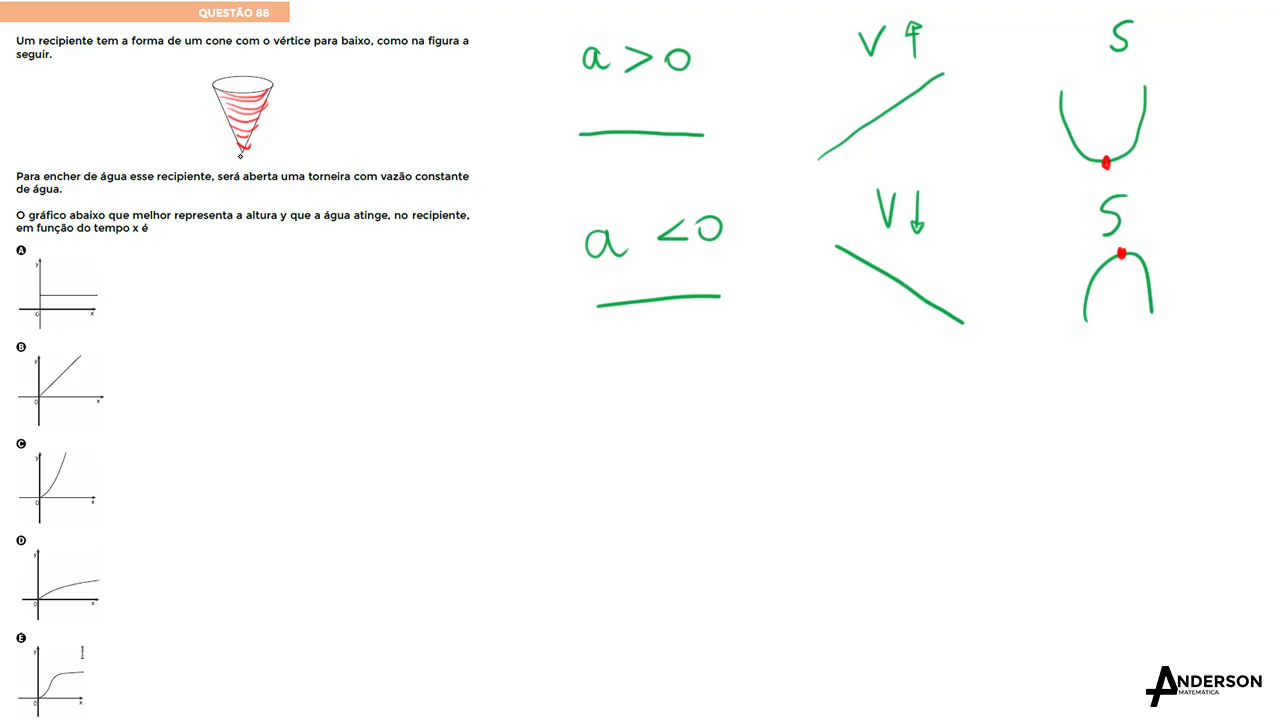 QUESTÃO 88
Um recipiente tem a forma de um cone com o vértice para baixo, como na figura a
seguir.
Para encher de água esse recipiente, será aberta uma torneira com vazão constante
de água.
O gráfico abaixo que melhor representa a altura y que a água atinge, no recipiente,
em função do tempo x é
A
y
0
x
B
y
0
x
C
y
0
x
D
y
0
x
E
y
0
x
a > 0
V ↑
S
a < 0
V ↓
S
ANDERSON
MATEMÁTICA